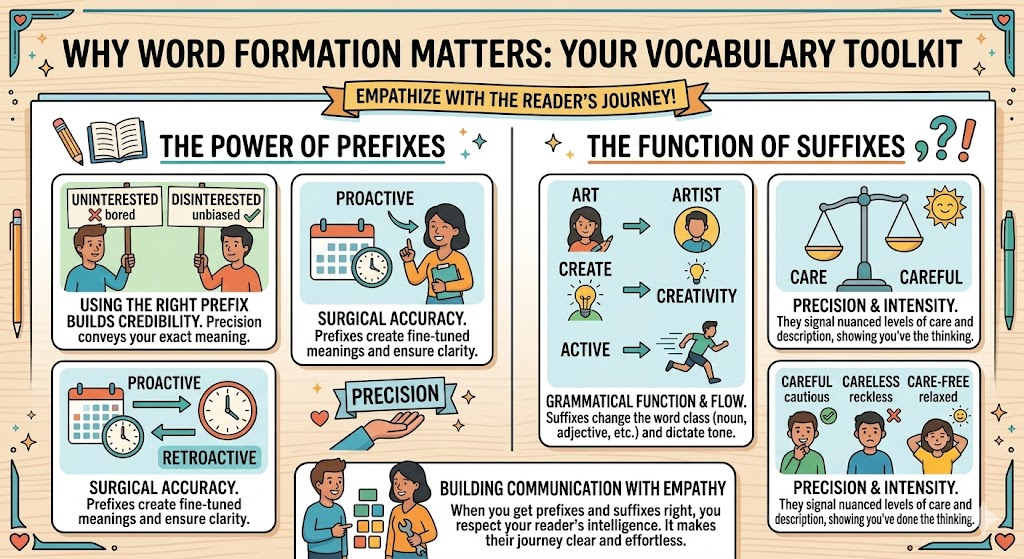 WHY WORD FORMATION MATTERS: YOUR VOCABULARY TOOLKIT
EMPATHIZE WITH THE READER'S JOURNEY!
THE POWER OF PREFIXES
UNINTERESTED
bored
DISINTERESTED
unbiased
USING THE RIGHT PREFIX
BUILDS CREDIBILITY. Precision
conveys your exact meaning.
PROACTIVE
SURGICAL ACCURACY.
Prefixes create fine-tuned
meanings and ensure clarity.
PROACTIVE
RETROACTIVE
SURGICAL ACCURACY.
Prefixes create fine-tuned
meanings and ensure clarity.
PRECISION
THE FUNCTION OF SUFFIXES
,?!
ART
ARTIST
CREATE
CREATIVITY
ACTIVE
GRAMMATICAL FUNCTION & FLOW.
Suffixes change the word class (noun,
adjective, etc.) and dictate tone.
CARE
CAREFUL
PRECISION & INTENSITY.
They signal nuanced levels of care and
description, showing you've the thinking.
CAREFUL
cautious
CARELESS
reckless
CARE-FREE
relaxed
PRECISION & INTENSITY.
They signal nuanced levels of care and
description, showing you've done the thinking.
BUILDING COMMUNICATION WITH EMPATHY
When you get prefixes and suffixes right, you
respect your reader's intelligence. It makes
their journey clear and effortless.